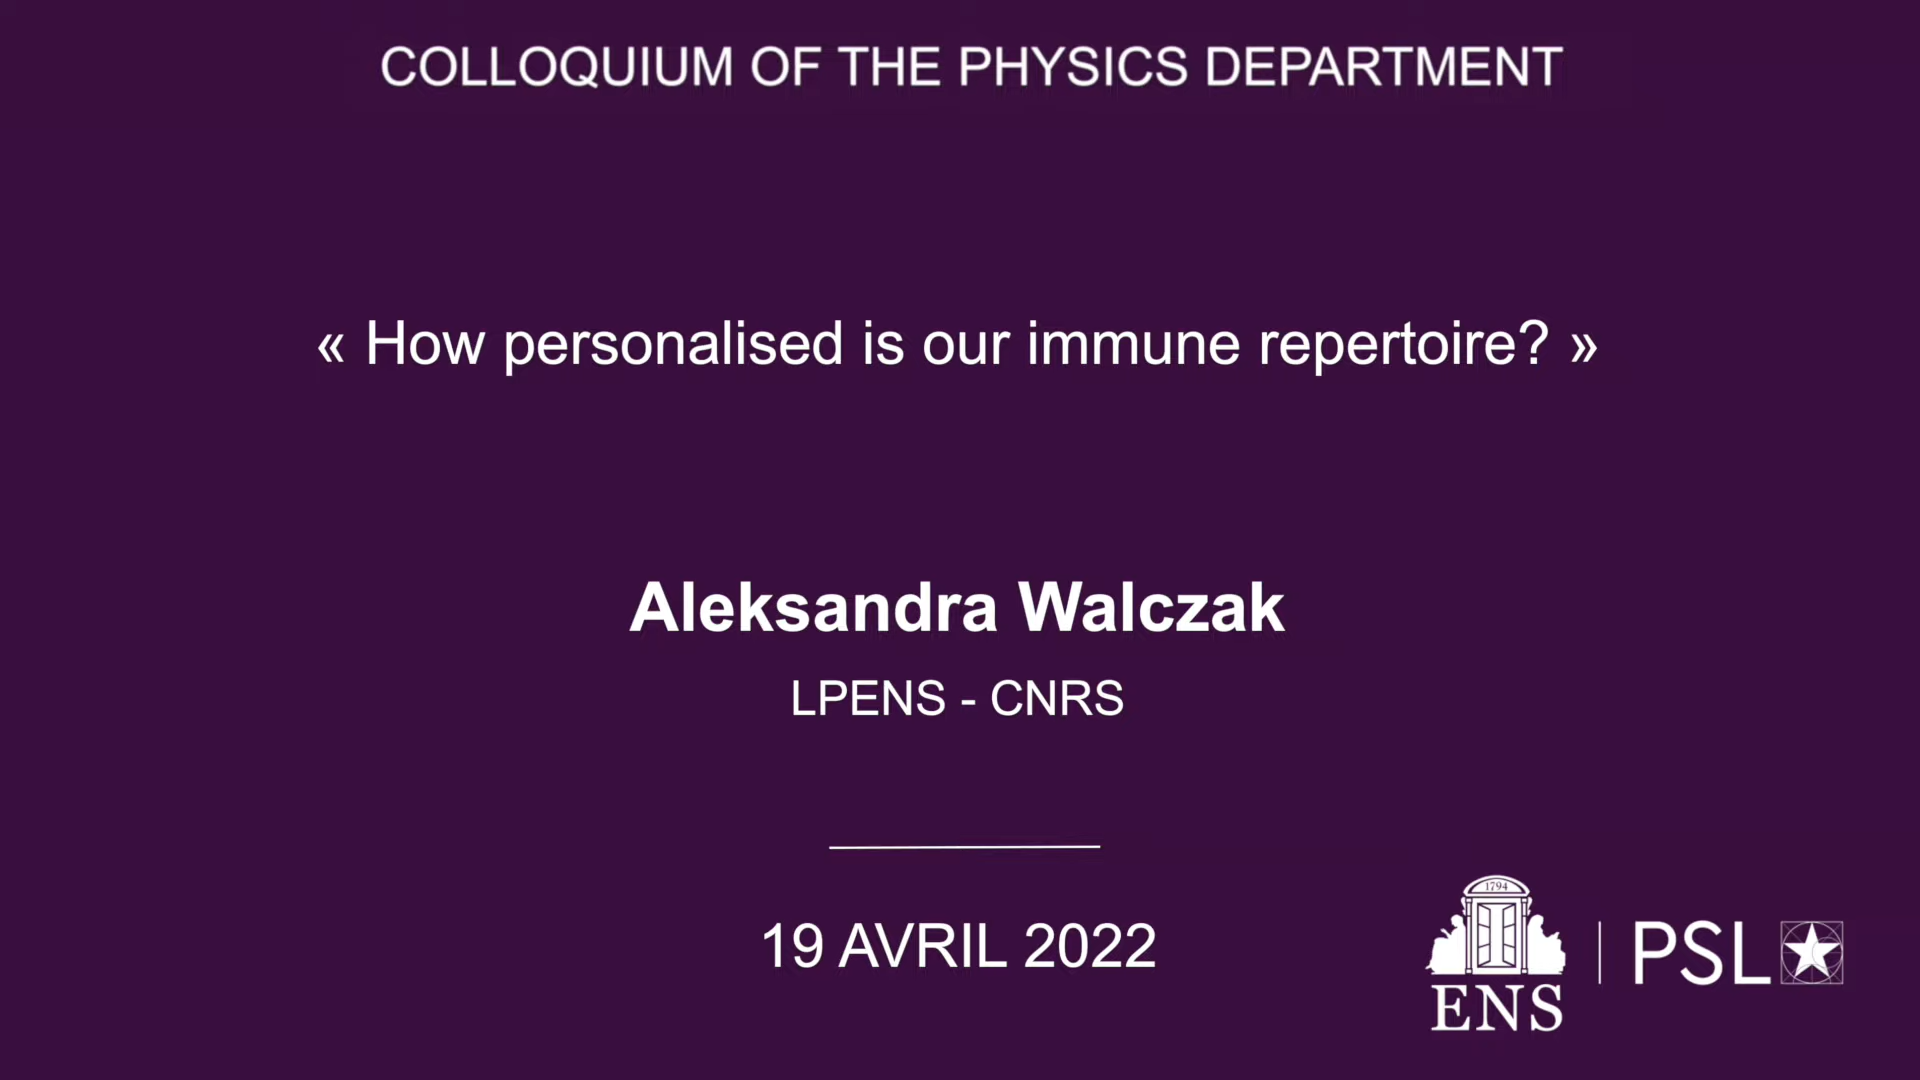 COLLOQUIUM OF THE PHYSICS DEPARTMENT
« How personalised is our immune repertoire? »
Aleksandra Walczak
LPENS - CNRS
19 AVRIL 2022
1794
ENS
PSL